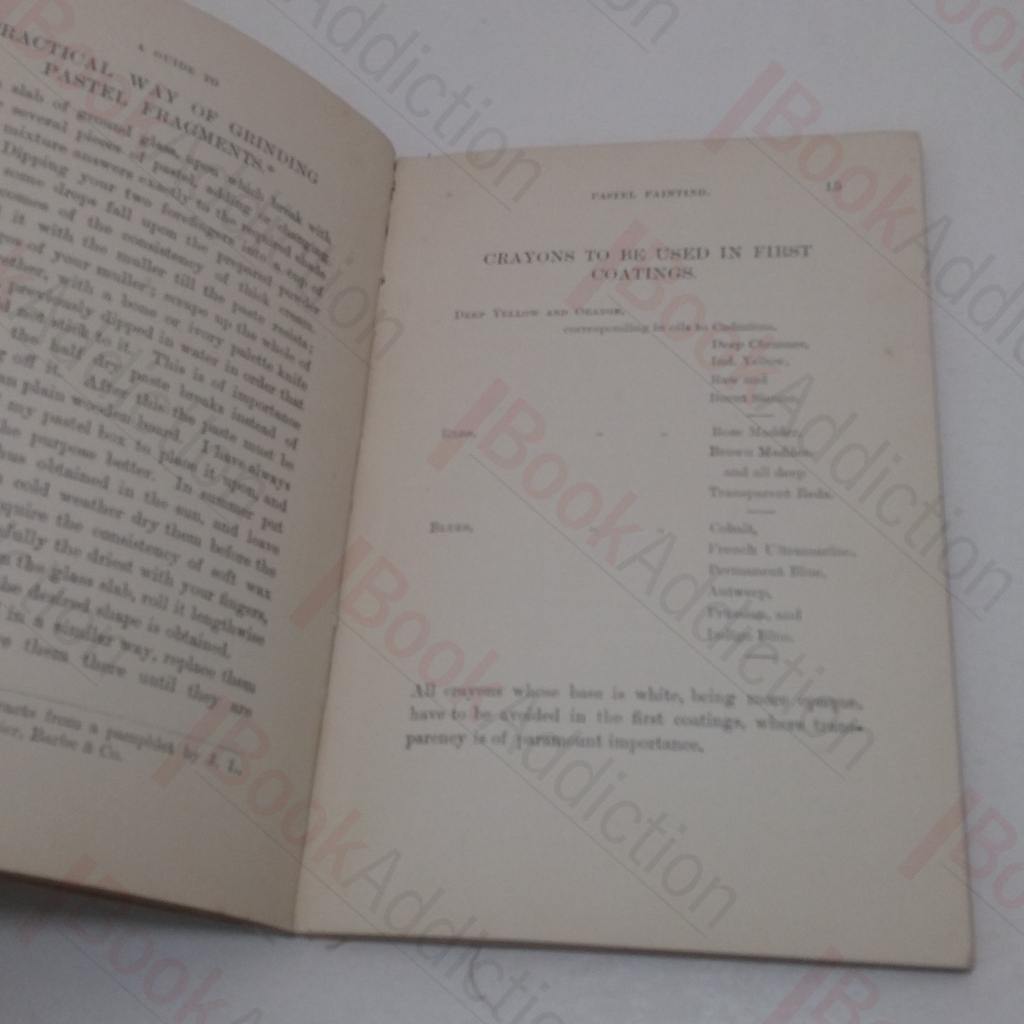 A GUIDE TO
PRACTICAL WAY OF GRINDING
PASTEL FRAGMENTS.*
slab of ground glass, upon which break with
several pieces of pastel, adding or changing
mixture answers exactly to the required shade
Dipping your two forefingers into a cup of
some drops fall upon the prepared powder
comes of the consistency of thick cream.
it with the muller till the paste resists;
of your muller; scrape up the whole of
together, with a bone or ivory palette knife
previously dipped in water in order that
not stick to it. This is of importance
the half dry paste breaks instead of
off it. After this the paste must be
plain wooden board. I have always
my pastel box to place it upon, and
the purpose better. In summer put
thus obtained in the sun, and leave
cold weather dry them before the
acquire the consistency of soft wax
the driest with your fingers,
the glass slab, roll it lengthwise
the desired shape is obtained.
in a similar way, replace them
them there until they are
from a pamphlet by J. L.
Barbe & Co.
PASTEL PAINTING. 15
CRAYONS TO BE USED IN FIRST
COATINGS.
DEEP YELLOW AND ORANGE,
corresponding in oils to Cadmium,
Deep Chromes,
Ind. Yellow,
Raw and
Burnt Siennas.
REDS. " " Rose Madder,
Brown Madder,
and all deep
Transparent Reds.
BLUES. Cobalt,
French Ultramarine,
Permanent Blue,
Antwerp,
Prussian, and
Indigo Blue.
All crayons whose base is white, being more opaque,
have to be avoided in the first coatings, where trans-
parency is of paramount importance.